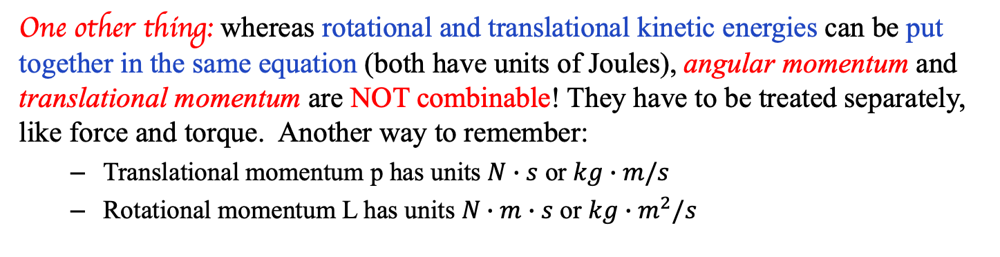 One other thing: whereas rotational and translational kinetic energies can be put
together in the same equation (both have units of Joules), angular momentum and
translational momentum are NOT combinable! They have to be treated separately,
like force and torque.  Another way to remember:
– Translational momentum p has units N · s or kg · m/s
– Rotational momentum L has units N · m · s or kg · m²/s